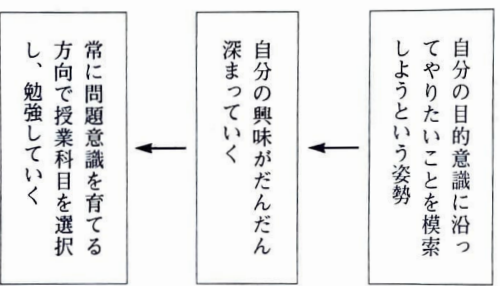 自分の目的意識に沿っ
てやりたいことを模索
しようという姿勢
自分の興味がだんだん
深まっていく
常に問題意識を育てる
方向で授業科目を選択
し、勉強していく